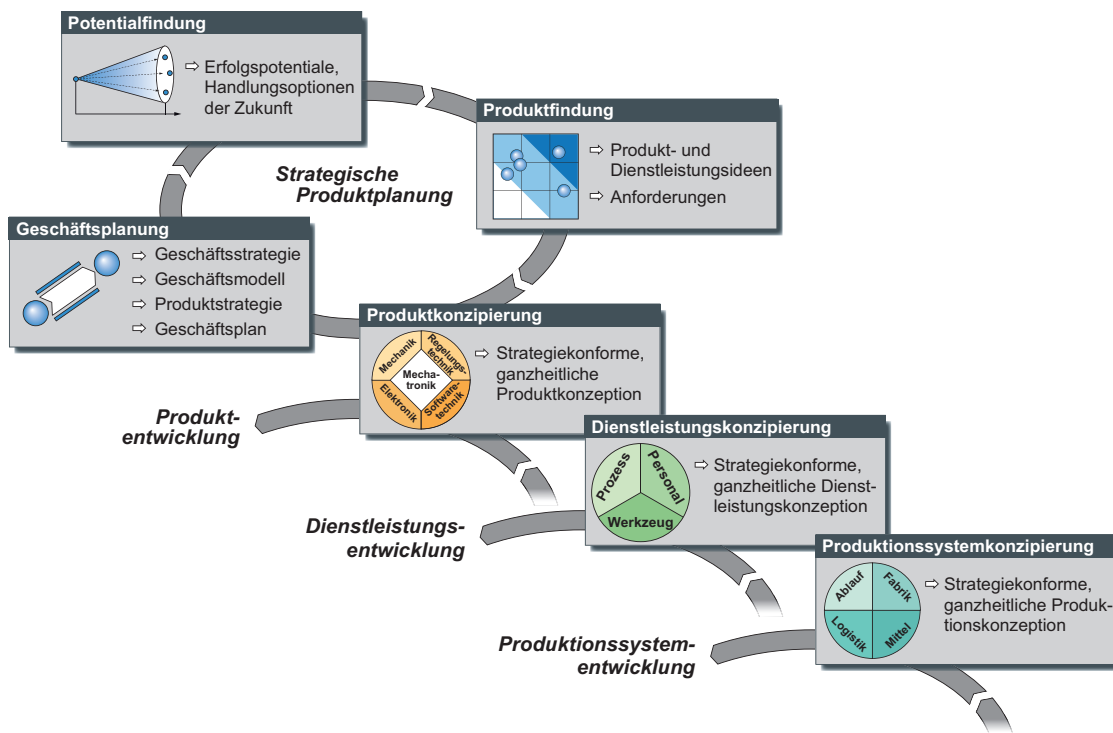 Potentialfindung
Erfolgspotentiale,
Handlungsoptionen
der Zukunft
Produktfindung
Produkt- und
Dienstleistungsideen
Anforderungen
Strategische
Produktplanung
Geschäftsplanung
Geschäftsstrategie
Geschäftsmodell
Produktstrategie
Geschäftsplan
Produktkonzipierung
Mechanik
Regelungs-
technik
Mecha-
tronik
Elektronik
Software-
technik
Strategiekonforme,
ganzheitliche
Produktkonzeption
Produkt-
entwicklung
Dienstleistungskonzipierung
Prozess
Personal
Werkzeug
Strategiekonforme,
ganzheitliche Dienst-
leistungskonzeption
Dienstleistungs-
entwicklung
Produktionssystemkonzipierung
Ablauf
Fabrik
Logistik
Mittel
Strategiekonforme,
ganzheitliche Produk-
tionskonzeption
Produktionssystem-
entwicklung